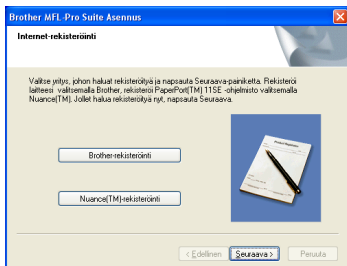 Brother MFL-Pro Suite Asennus
Internet-rekisteröinti
Valitse yritys, johon haluat rekisteröityä ja napsauta Seuraava-painiketta. Rekisteröi
laitteesi valitsemalla Brother, rekisteröi PaperPort(TM) 11SE -ohjelmisto valitsemalla
Nuance(TM). Jollet halua rekisteröityä nyt, napsauta Seuraava.
Brother-rekisteröinti
Nuance(TM)-rekisteröinti
< Edellinen Seuraava > Peruuta